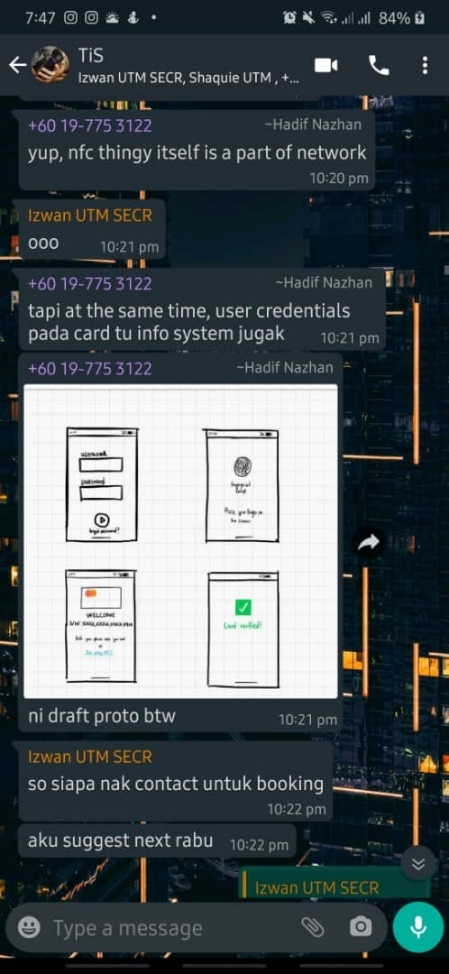 7:47
84%
TiS
Izwan UTM SECR, Shaquie UTM , +...
+60 19-775 3122 ~Hadif Nazhan
yup, nfc thingy itself is a part of network
10:20 pm
Izwan UTM SECR
ooo 10:21 pm
+60 19-775 3122 ~Hadif Nazhan
tapi at the same time, user credentials
pada card tu info system jugak 10:21 pm
+60 19-775 3122 ~Hadif Nazhan
password
forgot password?
WELCOME
Card verified!
ni draft proto btw 10:21 pm
Izwan UTM SECR
so siapa nak contact untuk booking
10:22 pm
aku suggest next rabu 10:22 pm
Izwan UTM SECR
Type a message